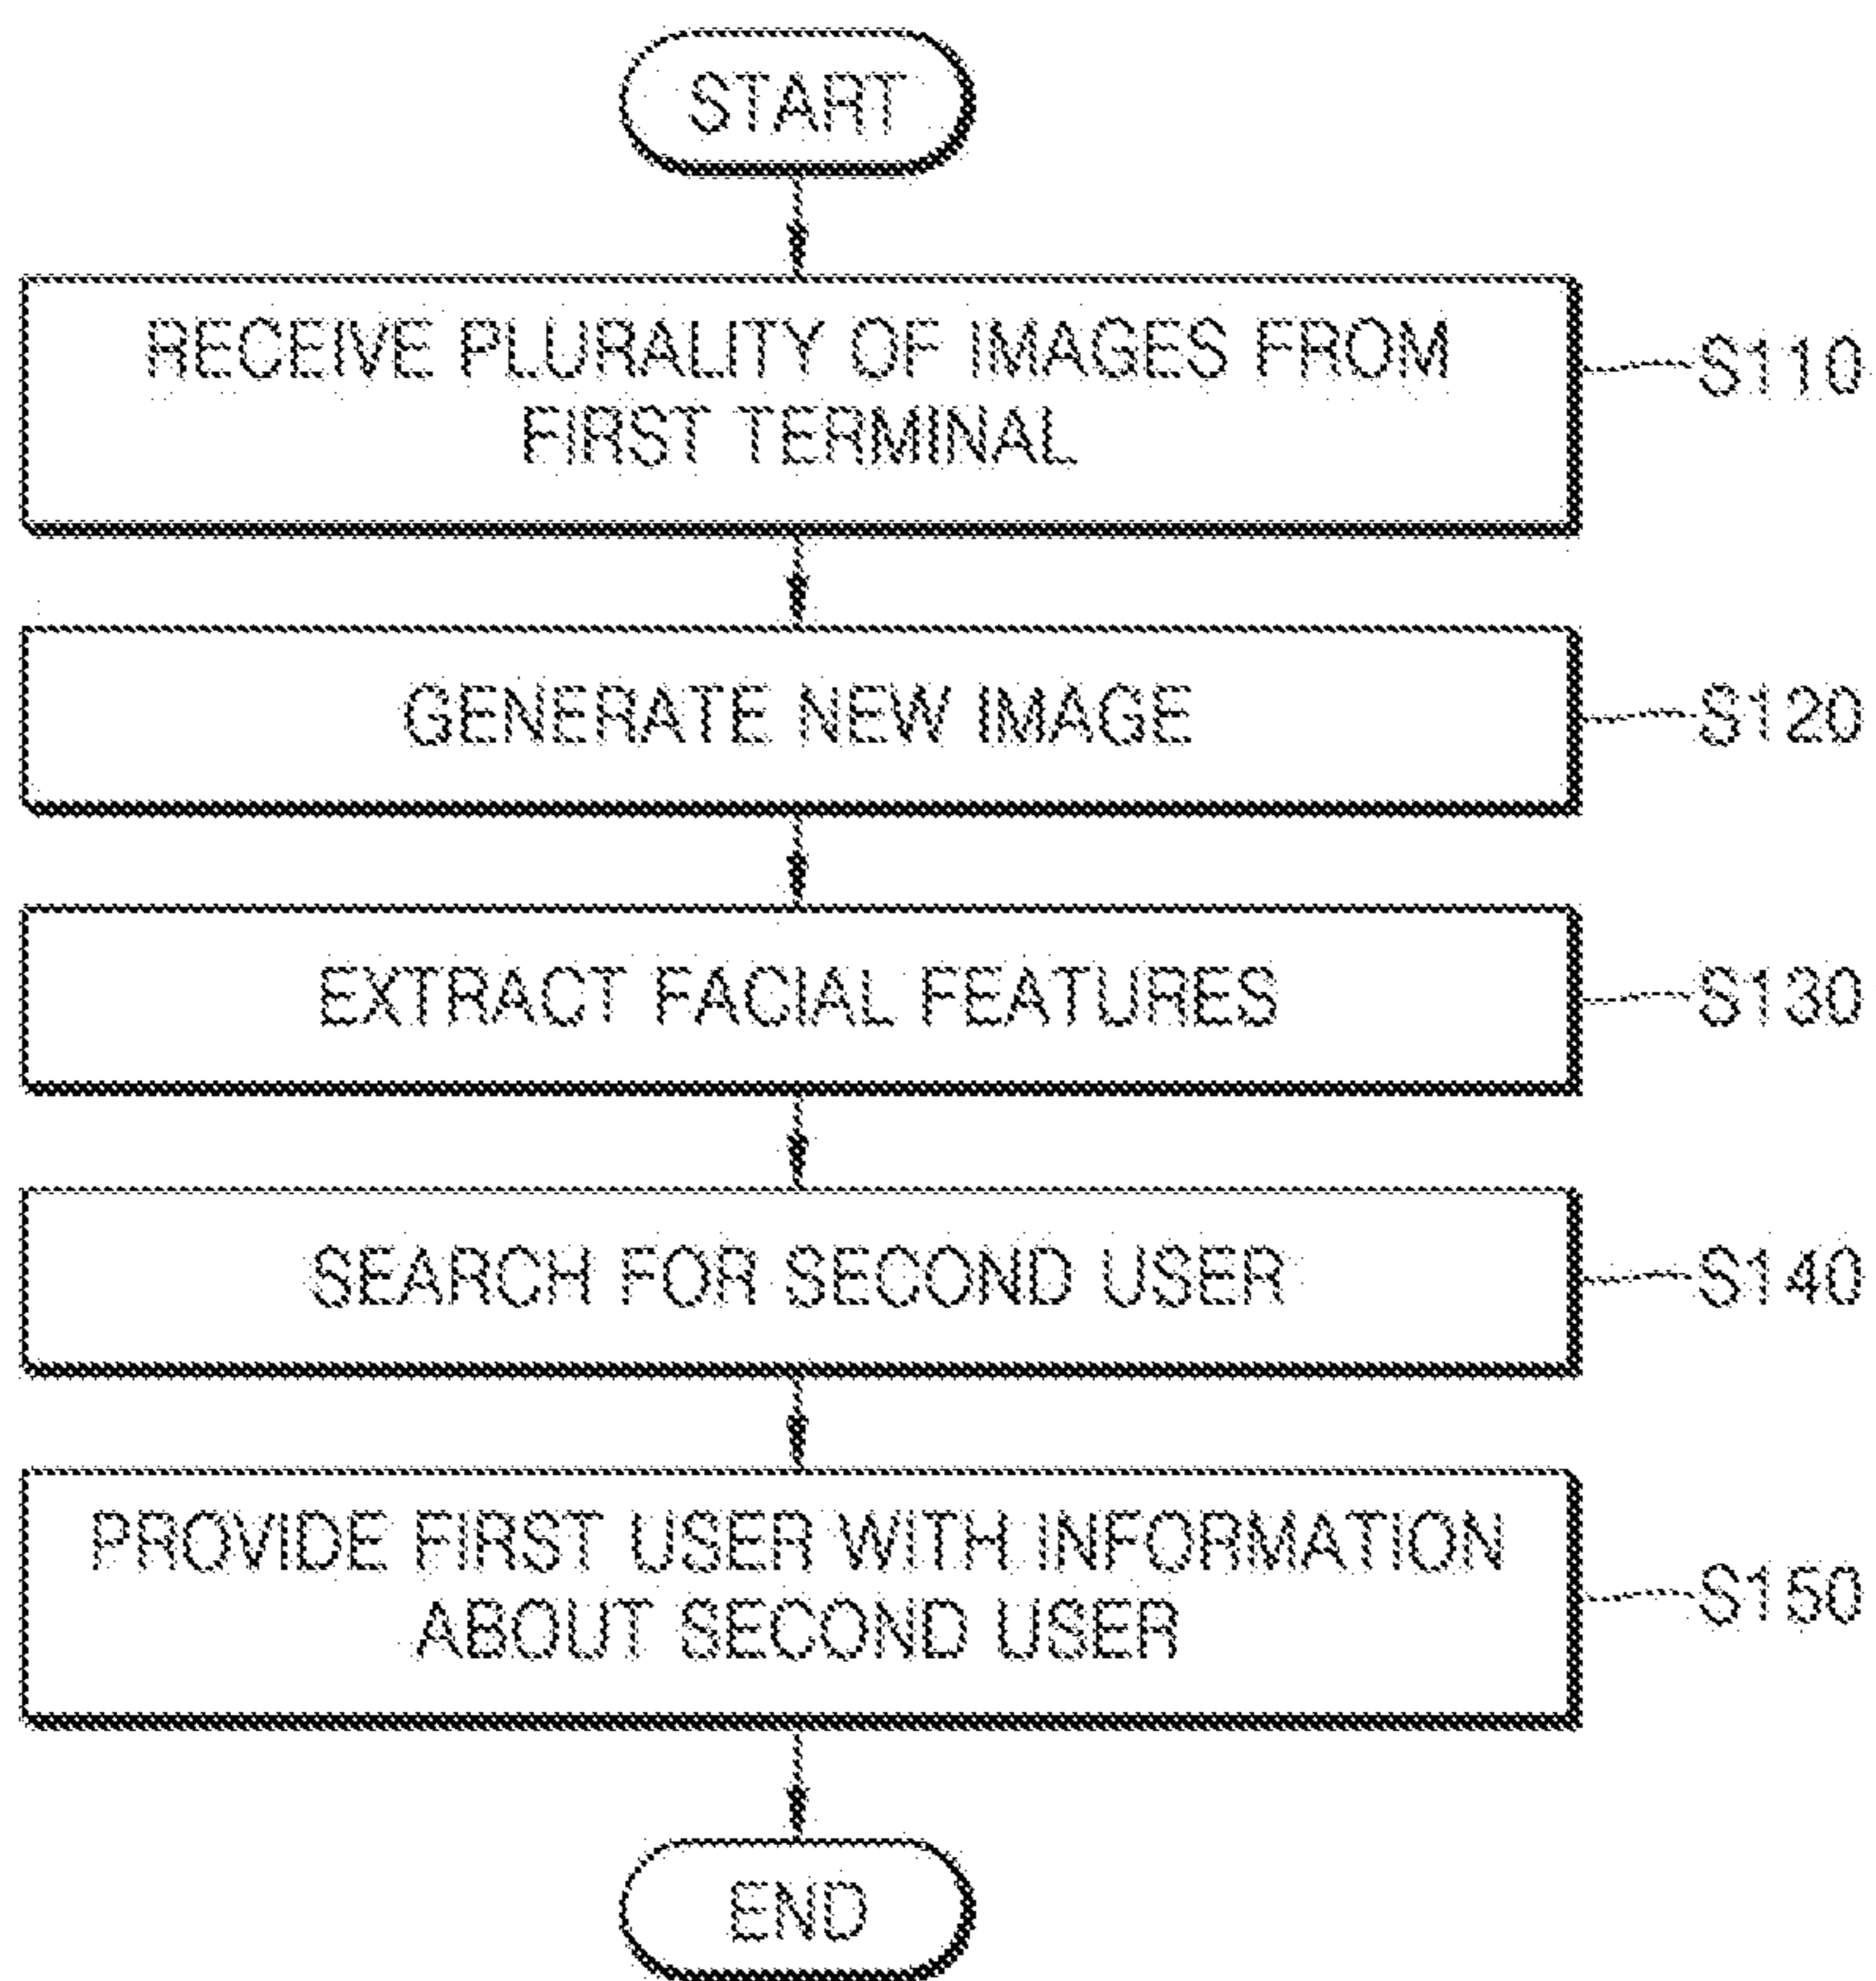 START
RECEIVE PLURALITY OF IMAGES FROM
FIRST TERMINAL
S110
GENERATE NEW IMAGE
S120
EXTRACT FACIAL FEATURES
S130
SEARCH FOR SECOND USER
S140
PROVIDE FIRST USER WITH INFORMATION
ABOUT SECOND USER
S150
END